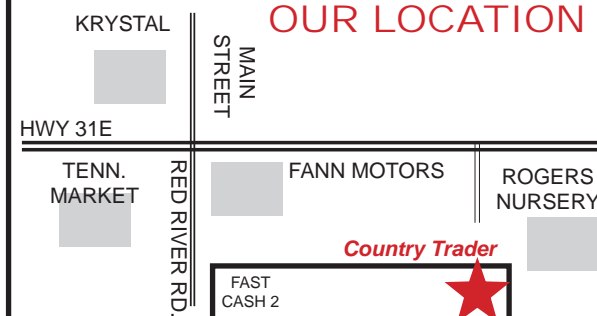 OUR LOCATION
KRYSTAL
MAIN
STREET
HWY 31E
TENN.
MARKET
RED RIVER RD.
FANN MOTORS
ROGERS
NURSERY
Country Trader
FAST
CASH 2